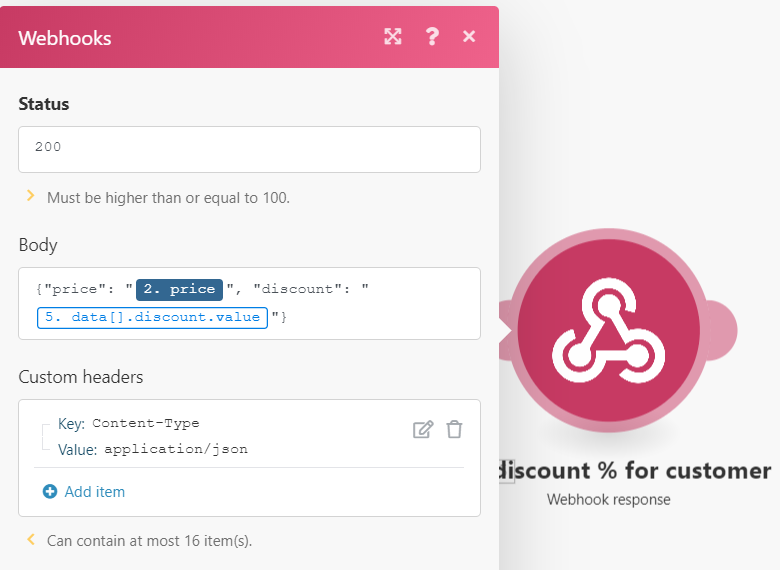 Webhooks
Status
200
Must be higher than or equal to 100.
Body
{"price": "2. price", "discount": "
5. data[].discount.value"}
Custom headers
Key: Content-Type
Value: application/json
Add item
Can contain at most 16 item(s).
discount % for customer
Webhook response